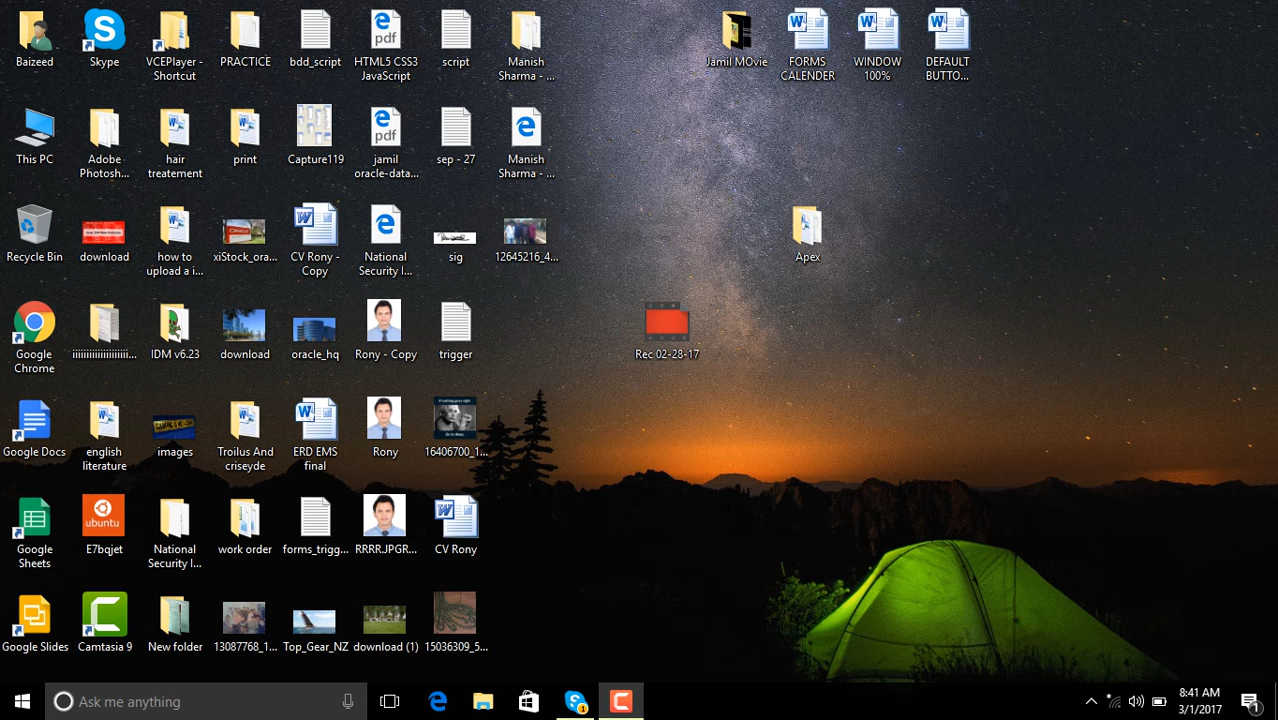 Baizeed
Skype
VCEPlayer -
Shortcut
PRACTICE
bdd_script
HTML5 CSS3
JavaScript
script
Manish
Sharma - ...
Jamil MOvie
FORMS
CALENDER
WINDOW
100%
DEFAULT
BUTTO...
This PC
Adobe
Photosh...
hair
treatement
print
Capture119
pdf
jamil
oracle-data...
sep - 27
Manish
Sharma - ...
Recycle Bin
download
how to
upload a i...
xiStock_ora...
CV Rony -
Copy
National
Security I...
sig
12645216_4...
Apex
Google
Chrome
iiiiiiiiiiiiiiiiiiii...
IDM v6.23
download
oracle_hq
Rony - Copy
trigger
Rec 02-28-17
Google Docs
english
literature
images
Troilus And
criseyde
ERD EMS
final
Rony
16406700_1...
Google
Sheets
ubuntu
E7bqjet
National
Security I...
work order
forms_trigg...
RRRR.JPGR...
CV Rony
Google Slides
Camtasia 9
New folder
13087768_1...
Top_Gear_NZ
download (1)
15036309_5...
Ask me anything
8:41 AM
3/1/2017